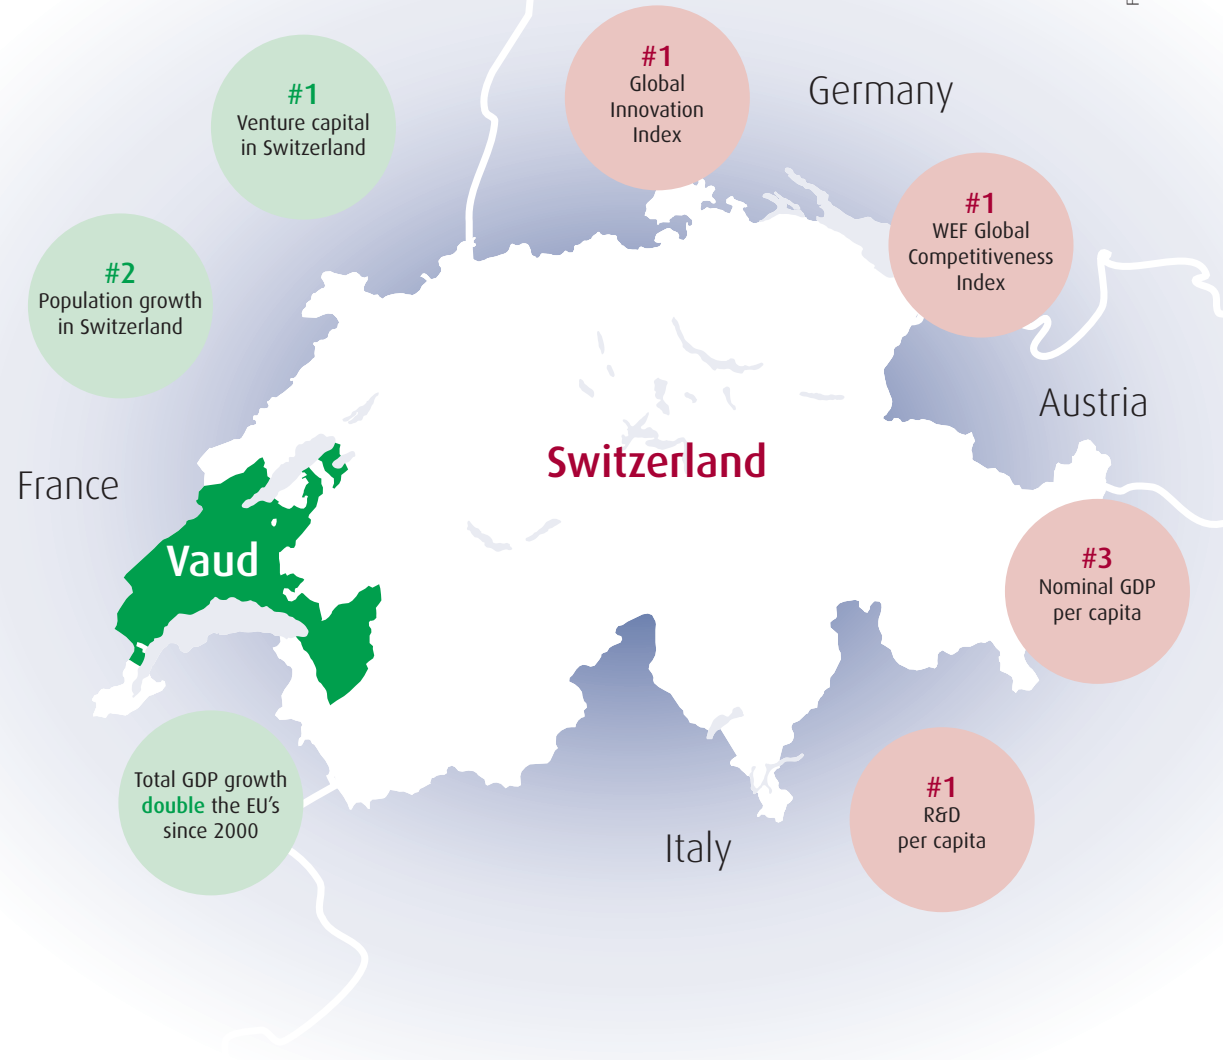 #1
Venture capital
in Switzerland
#1
Global
Innovation
Index
Germany
#1
WEF Global
Competitiveness
Index
#2
Population growth
in Switzerland
Austria
France
Switzerland
Vaud
#3
Nominal GDP
per capita
Total GDP growth
double the EU's
since 2000
#1
R&D
per capita
Italy